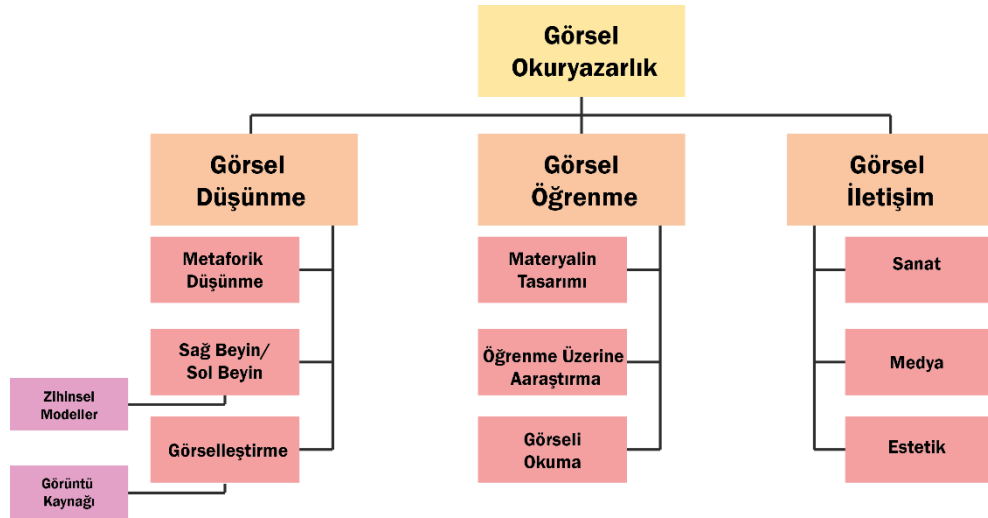 Görsel
Okuryazarlık
Görsel
Düşünme
Metaforik
Düşünme
Sağ Beyin/
Sol Beyin
Zlhinsel
Modeller
Görselleştirme
Görüntü
Kaynağı
Görsel
Öğrenme
Materyalin
Tasarımı
Öğrenme Üzerine
Aaraştırma
Görseli
Okuma
Görsel
İletişim
Sanat
Medya
Estetik